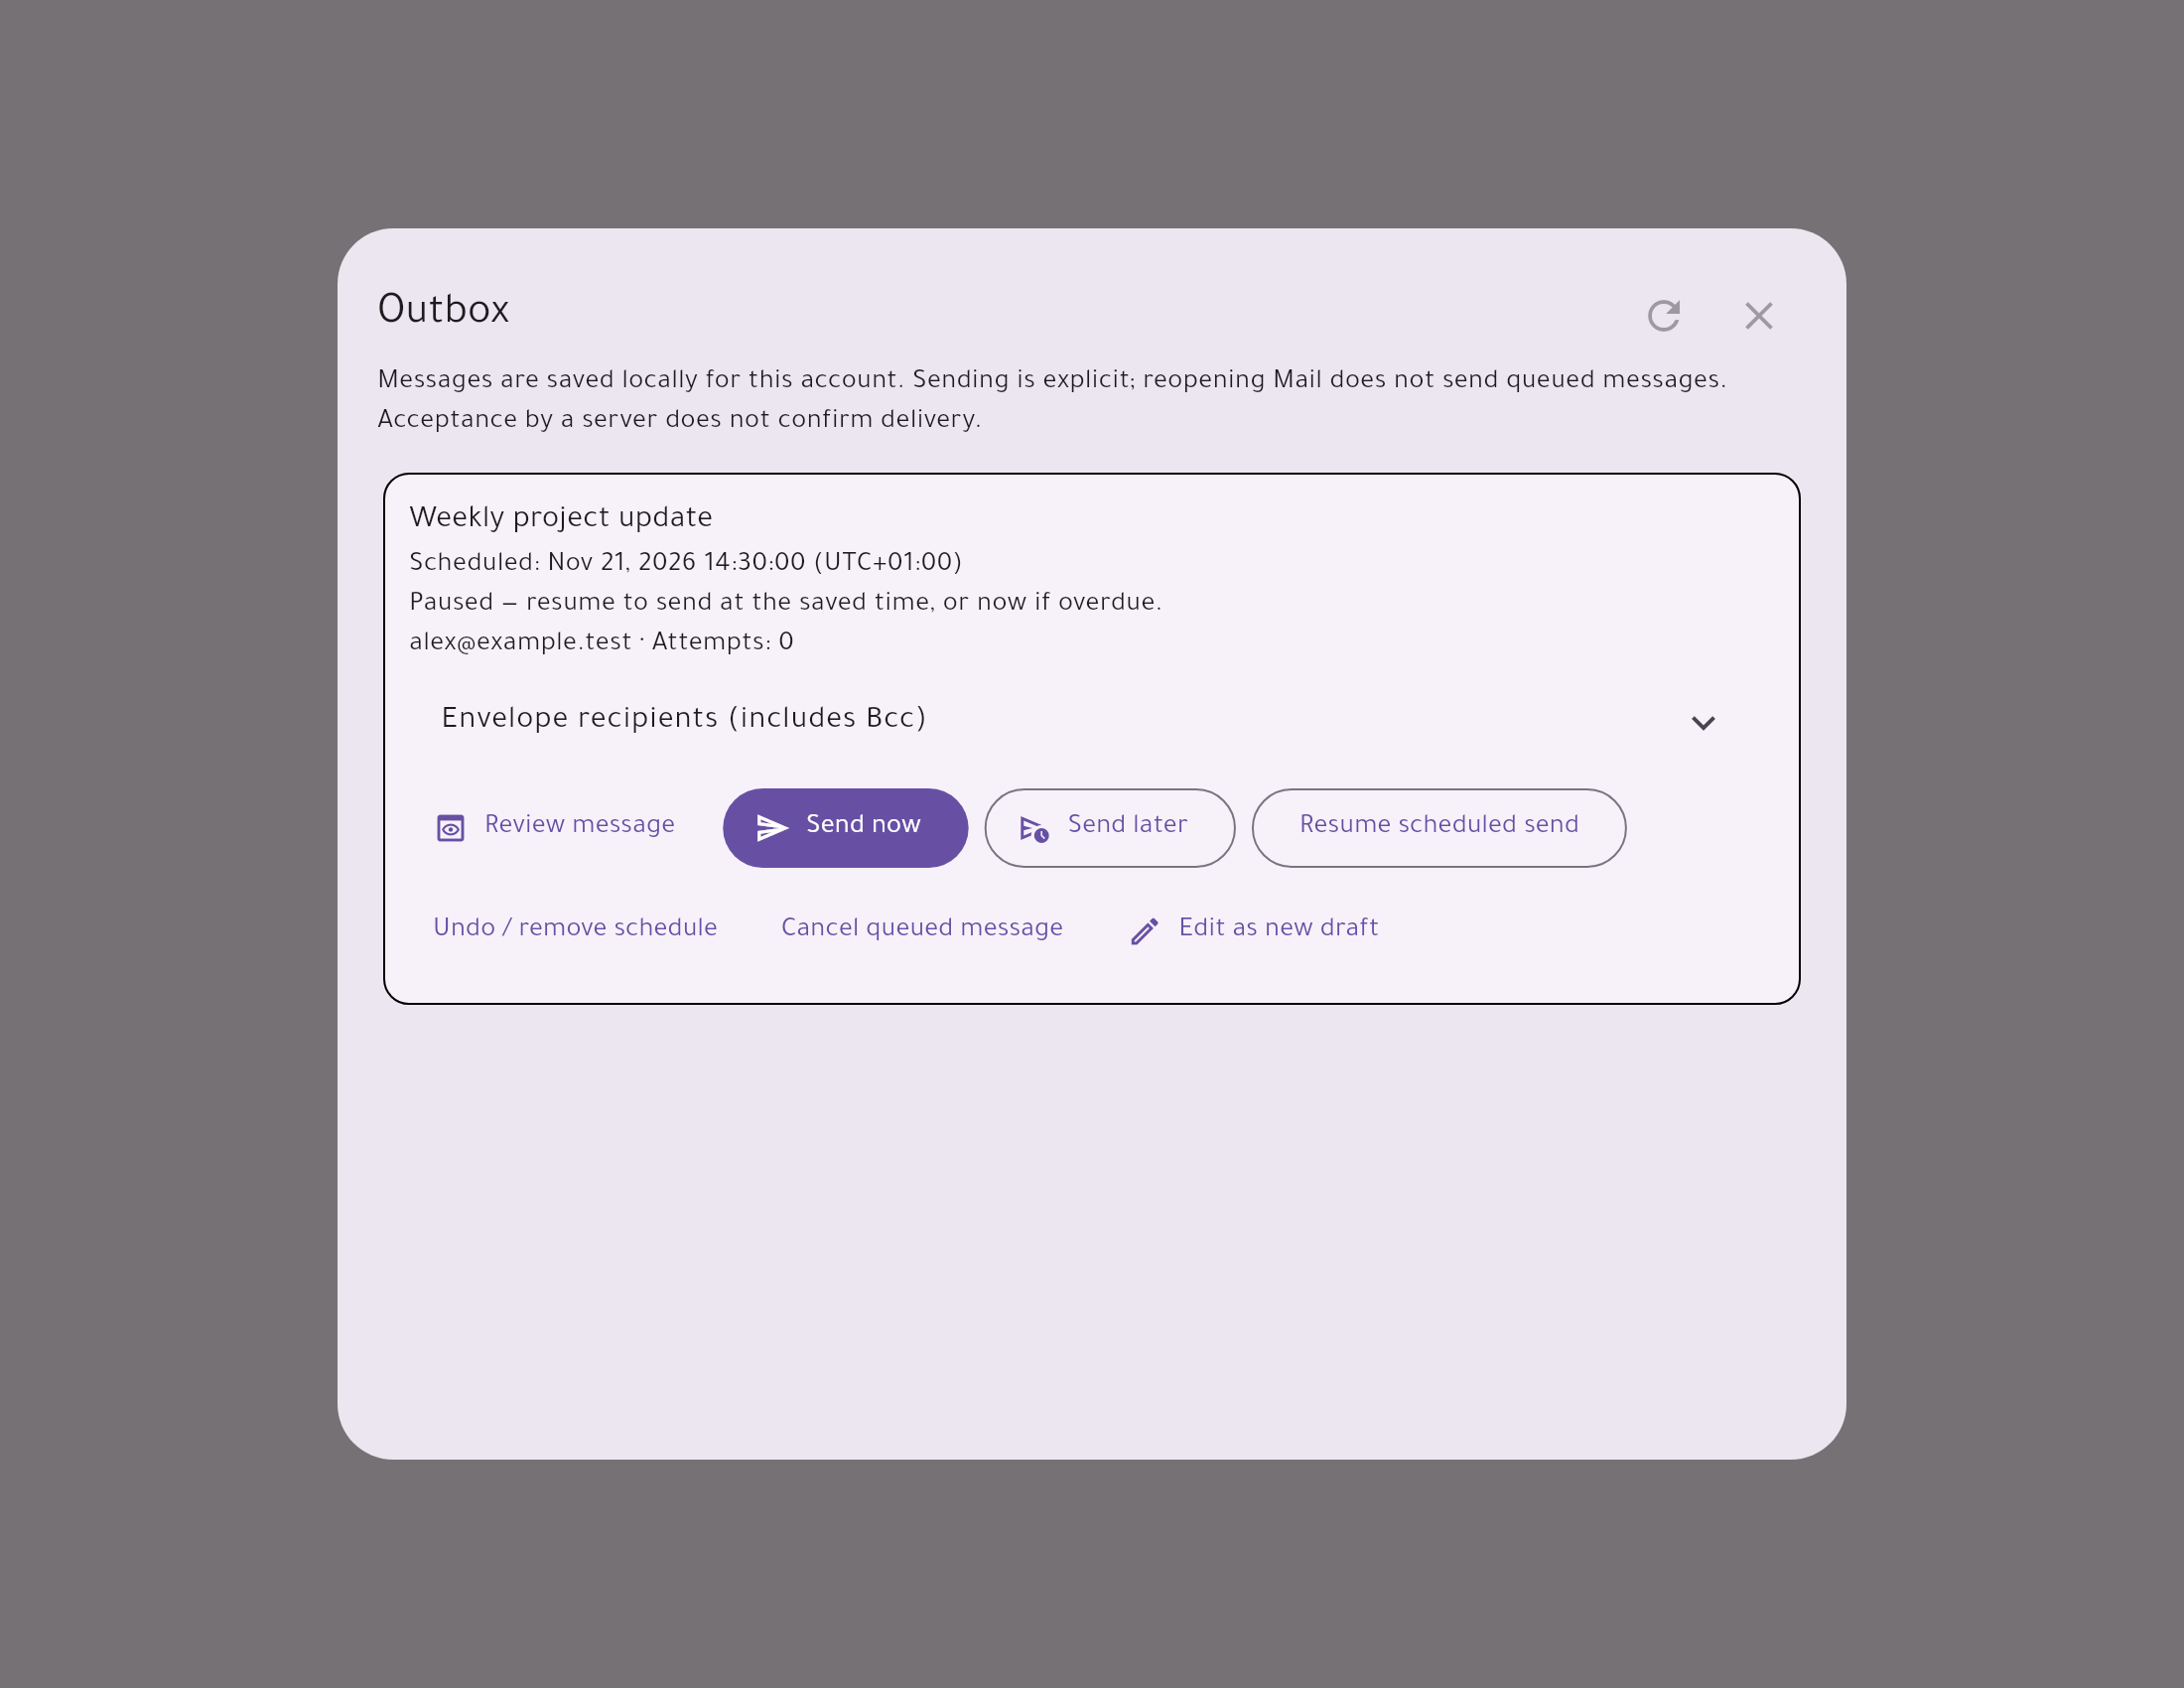 Outbox
Messages are saved locally for this account. Sending is explicit; reopening Mail does not send queued messages.
Acceptance by a server does not confirm delivery.
Weekly project update
Scheduled: Nov 21, 2026 14:30:00 (UTC+01:00)
Paused — resume to send at the saved time, or now if overdue.
alex@example.test · Attempts: 0
Envelope recipients (includes Bcc)
Review message Send now Send later Resume scheduled send
Undo / remove schedule Cancel queued message Edit as new draft